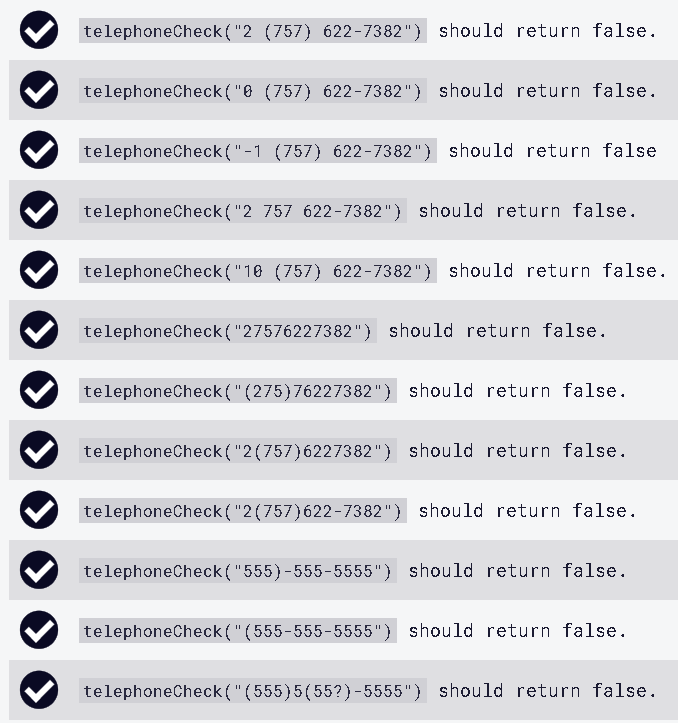 telephoneCheck("2 (757) 622-7382") should return false.
telephoneCheck("0 (757) 622-7382") should return false.
telephoneCheck("-1 (757) 622-7382") should return false
telephoneCheck("2 757 622-7382") should return false.
telephoneCheck("10 (757) 622-7382") should return false.
telephoneCheck("27576227382") should return false.
telephoneCheck("(275)76227382") should return false.
telephoneCheck("2(757)6227382") should return false.
telephoneCheck("2(757)622-7382") should return false.
telephoneCheck("555)-555-5555") should return false.
telephoneCheck("(555-555-5555") should return false.
telephoneCheck("(555)5(55?)-5555") should return false.